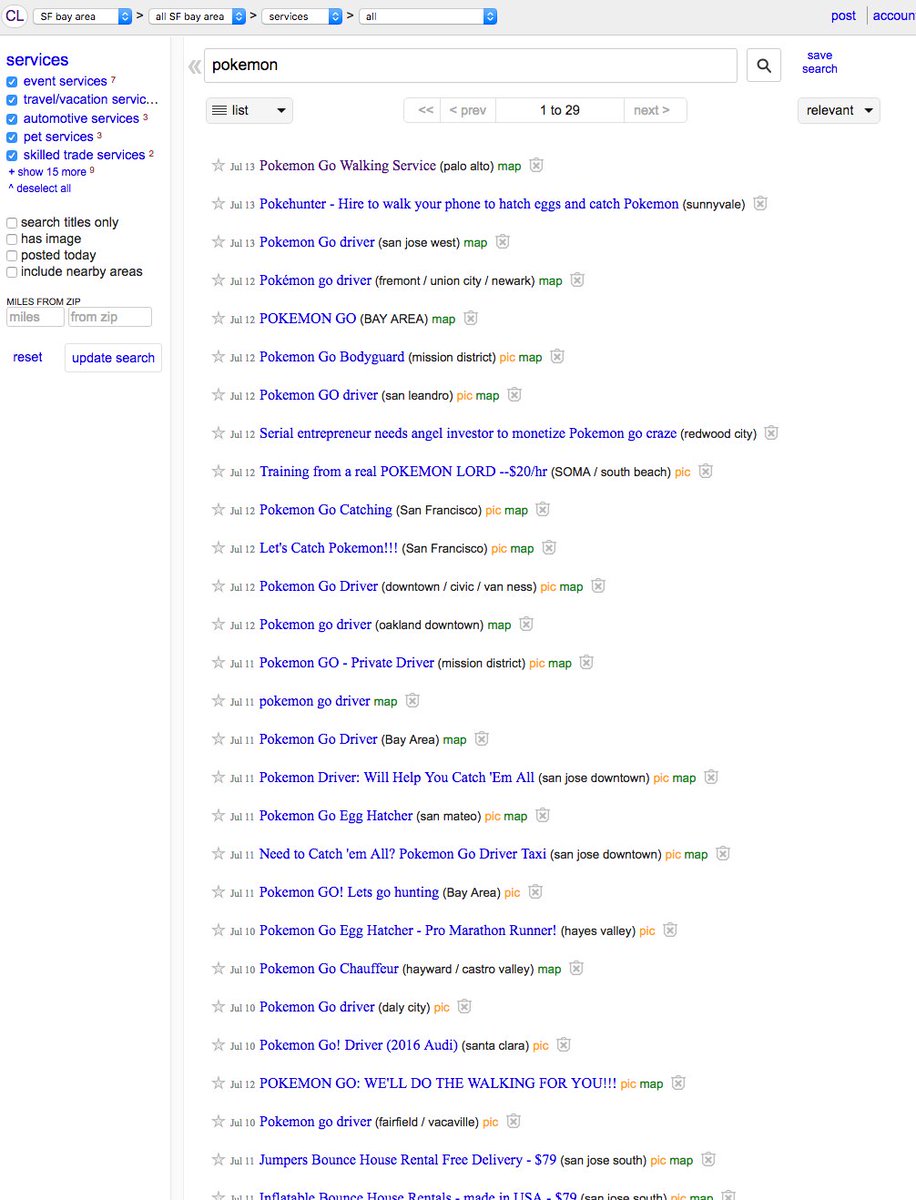 CL SF bay area > all SF bay area > services > all post accoun
services
event services 7
travel/vacation servic...
automotive services 3
pet services 3
skilled trade services 2
+ show 15 more 9
^ deselect all
search titles only
has image
posted today
include nearby areas
MILES FROM ZIP
miles from zip
reset update search
« pokemon save search
list << < prev 1 to 29 next > relevant
Jul 13 Pokemon Go Walking Service (palo alto) map
Jul 13 Pokehunter - Hire to walk your phone to hatch eggs and catch Pokemon (sunnyvale)
Jul 13 Pokemon Go driver (san jose west) map
Jul 12 Pokémon go driver (fremont / union city / newark) map
Jul 12 POKEMON GO (BAY AREA) map
Jul 12 Pokemon Go Bodyguard (mission district) pic map
Jul 12 Pokemon GO driver (san leandro) pic map
Jul 12 Serial entrepreneur needs angel investor to monetize Pokemon go craze (redwood city)
Jul 12 Training from a real POKEMON LORD --$20/hr (SOMA / south beach) pic
Jul 12 Pokemon Go Catching (San Francisco) pic map
Jul 12 Let's Catch Pokemon!!! (San Francisco) pic map
Jul 12 Pokemon Go Driver (downtown / civic / van ness) pic map
Jul 12 Pokemon go driver (oakland downtown) map
Jul 11 Pokemon GO - Private Driver (mission district) pic map
Jul 11 pokemon go driver map
Jul 11 Pokemon Go Driver (Bay Area) map
Jul 11 Pokemon Driver: Will Help You Catch 'Em All (san jose downtown) pic map
Jul 11 Pokemon Go Egg Hatcher (san mateo) pic map
Jul 11 Need to Catch 'em All? Pokemon Go Driver Taxi (san jose downtown) pic map
Jul 11 Pokemon GO! Lets go hunting (Bay Area) pic
Jul 10 Pokemon Go Egg Hatcher - Pro Marathon Runner! (hayes valley) pic
Jul 10 Pokemon Go Chauffeur (hayward / castro valley) map
Jul 10 Pokemon Go driver (daly city) pic
Jul 10 Pokemon Go! Driver (2016 Audi) (santa clara) pic
Jul 12 POKEMON GO: WE'LL DO THE WALKING FOR YOU!!! pic map
Jul 10 Pokemon go driver (fairfield / vacaville) pic
Jul 11 Jumpers Bounce House Rental Free Delivery - $79 (san jose south) pic map
Jul 11 Inflatable Bounce House Rentals - made in USA - $79 (san jose south) pic map